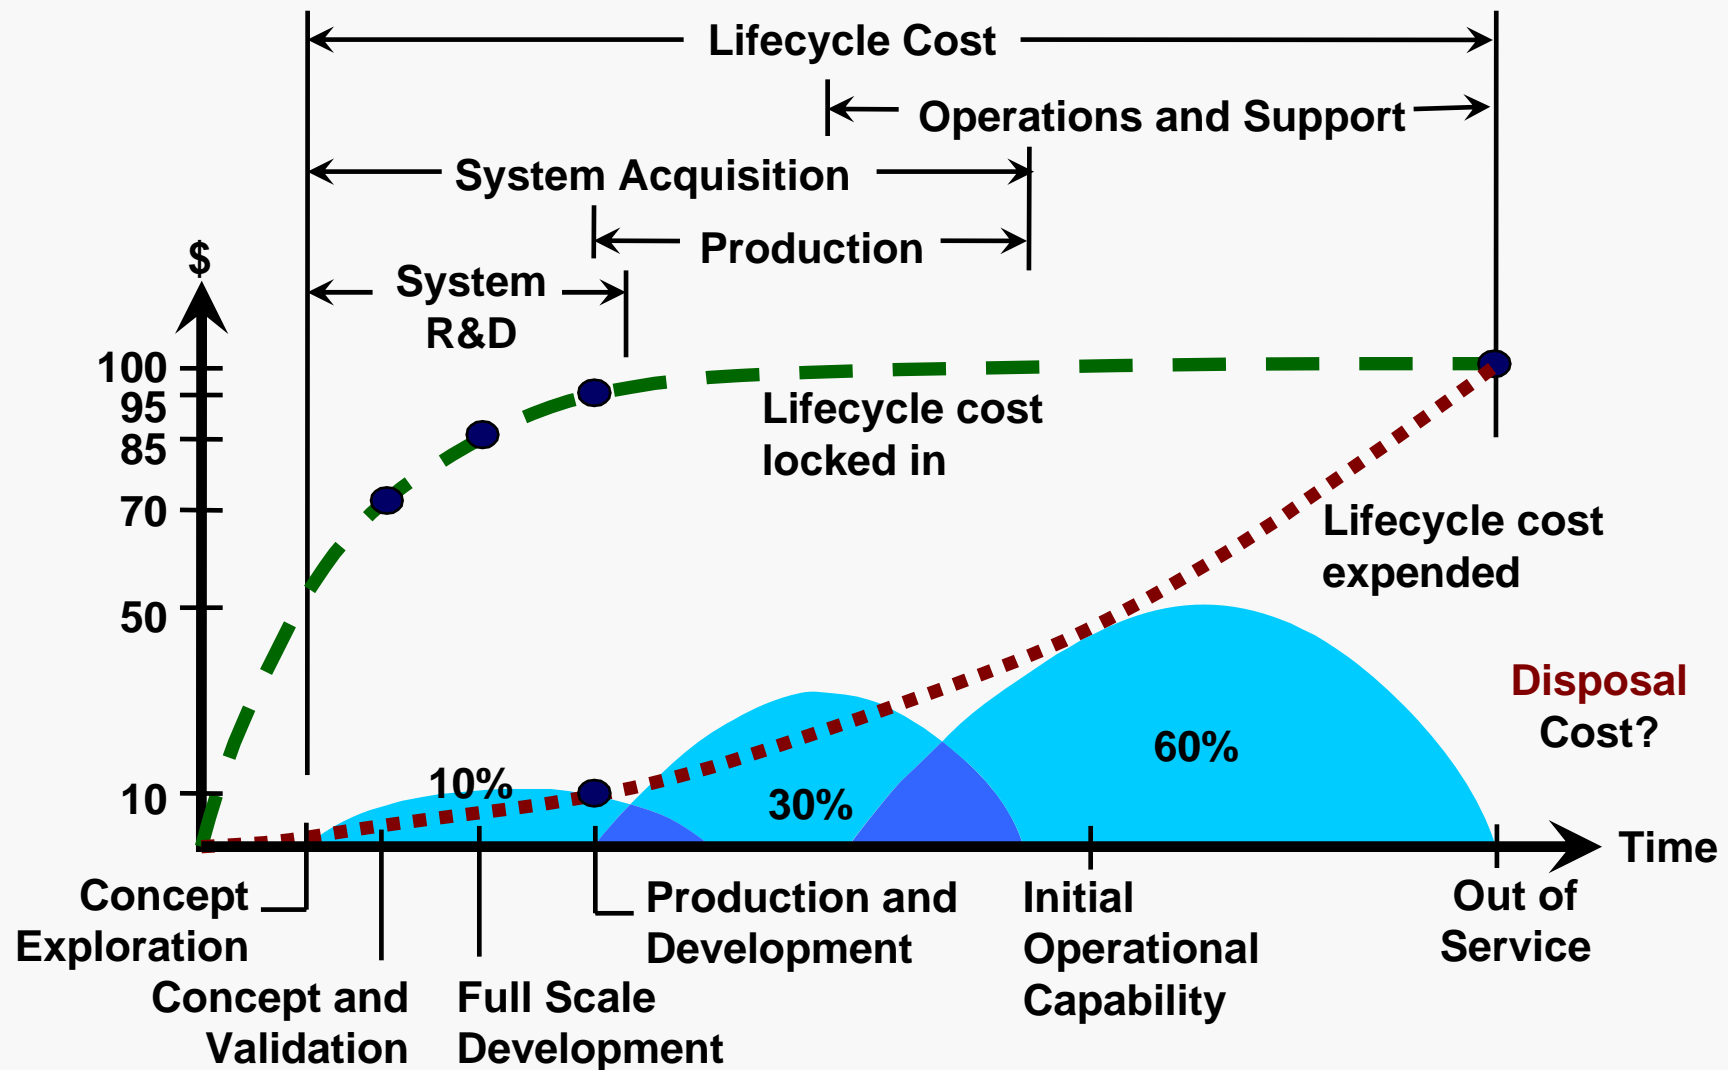 Lifecycle Cost
Operations and Support
System Acquisition
Production
System
R&D
$
100
95
85
70
50
10
Lifecycle cost
locked in
Lifecycle cost
expended
Disposal
Cost?
10%
30%
60%
Time
Concept
Exploration
Concept and
Validation
Full Scale
Development
Production and
Development
Initial
Operational
Capability
Out of
Service